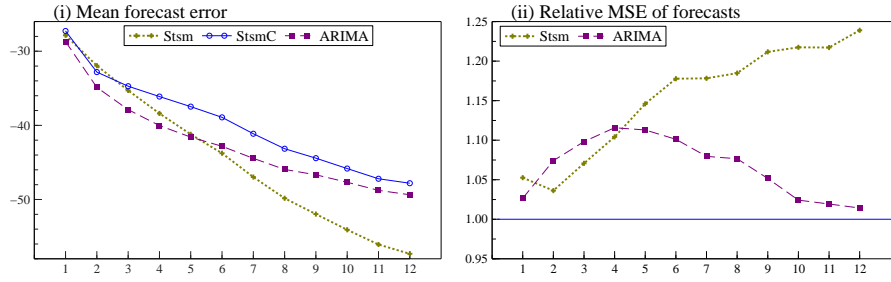 (i) Mean forecast error
Stsm StsmC ARIMA
−30
−40
−50
1 2 3 4 5 6 7 8 9 10 11 12
(ii) Relative MSE of forecasts
Stsm ARIMA
1.25
1.20
1.15
1.10
1.05
1.00
0.95
1 2 3 4 5 6 7 8 9 10 11 12